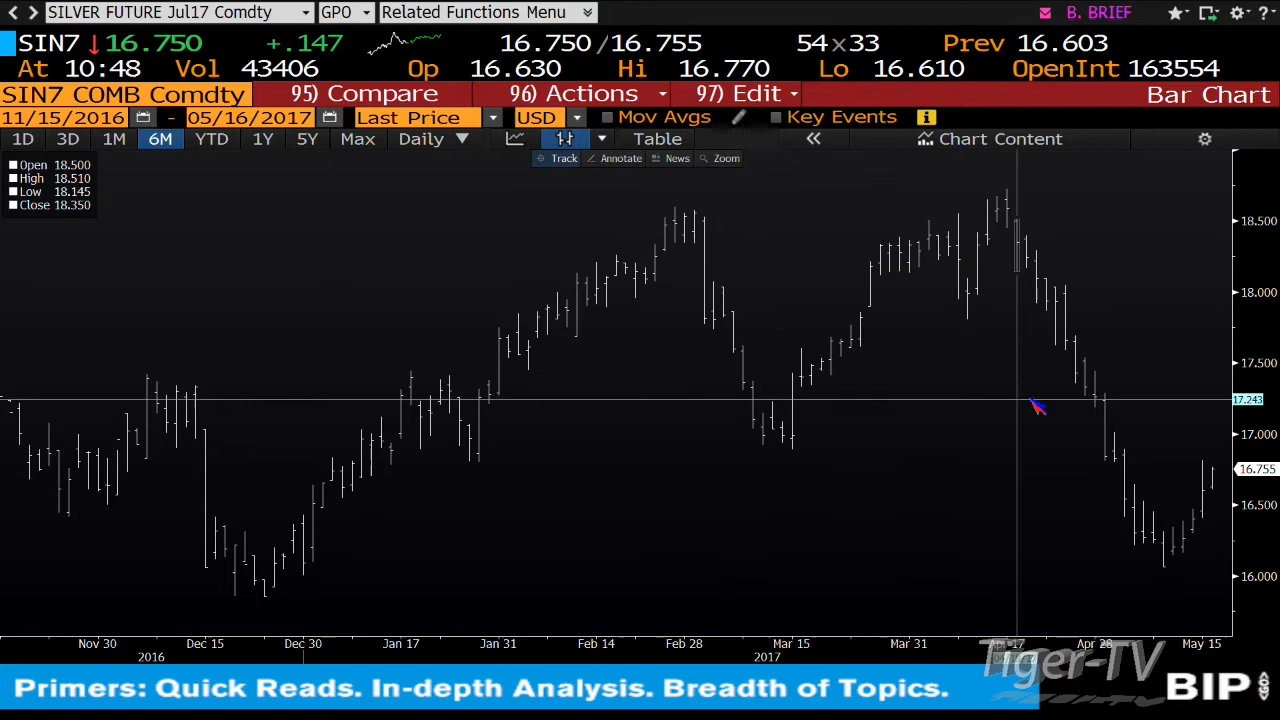 SILVER FUTURE Jul17 Comdty GPO Related Functions Menu B. BRIEF
SIN7 16.750 +.147 16.750 / 16.755 54 x 33 Prev 16.603
At 10:48 Vol 43406 Op 16.630 Hi 16.770 Lo 16.610 OpenInt 163554
SIN7 COMB Comdty 95) Compare 96) Actions 97) Edit Bar Chart
11/15/2016 - 05/16/2017 Last Price USD Mov Avgs Key Events
1D 3D 1M 6M YTD 1Y 5Y Max Daily Table Chart Content
Track Annotate News Zoom
Open 18.500
High 18.510
Low 18.145
Close 18.350
18.500
18.000
17.500
17.243
17.000
16.755
16.500
16.000
Nov 30 Dec 15 Dec 30 Jan 17 Jan 31 Feb 14 Feb 28 Mar 15 Mar 31 Apr 17 Apr 28 May 15
2016 2017
Tiger-TV
Primers: Quick Reads. In-depth Analysis. Breadth of Topics. BIP